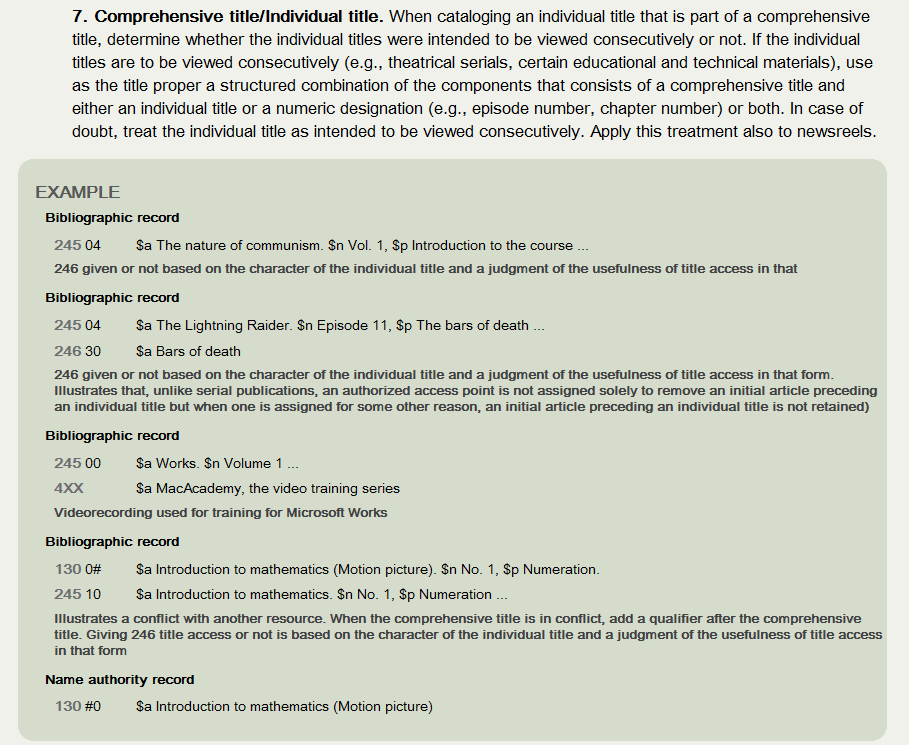 7. Comprehensive title/Individual title. When cataloging an individual title that is part of a comprehensive
title, determine whether the individual titles were intended to be viewed consecutively or not. If the individual
titles are to be viewed consecutively (e.g., theatrical serials, certain educational and technical materials), use
as the title proper a structured combination of the components that consists of a comprehensive title and
either an individual title or a numeric designation (e.g., episode number, chapter number) or both. In case of
doubt, treat the individual title as intended to be viewed consecutively. Apply this treatment also to newsreels.
EXAMPLE
Bibliographic record
245 04 $a The nature of communism. $n Vol. 1, $p Introduction to the course ...
246 given or not based on the character of the individual title and a judgment of the usefulness of title access in that
Bibliographic record
245 04 $a The Lightning Raider. $n Episode 11, $p The bars of death ...
246 30 $a Bars of death
246 given or not based on the character of the individual title and a judgment of the usefulness of title access in that form.
Illustrates that, unlike serial publications, an authorized access point is not assigned solely to remove an initial article preceding
an individual title but when one is assigned for some other reason, an initial article preceding an individual title is not retained)
Bibliographic record
245 00 $a Works. $n Volume 1 ...
4XX $a MacAcademy, the video training series
Videorecording used for training for Microsoft Works
Bibliographic record
130 0# $a Introduction to mathematics (Motion picture). $n No. 1, $p Numeration.
245 10 $a Introduction to mathematics. $n No. 1, $p Numeration ...
Illustrates a conflict with another resource. When the comprehensive title is in conflict, add a qualifier after the comprehensive
title. Giving 246 title access or not is based on the character of the individual title and a judgment of the usefulness of title access
in that form
Name authority record
130 #0 $a Introduction to mathematics (Motion picture)